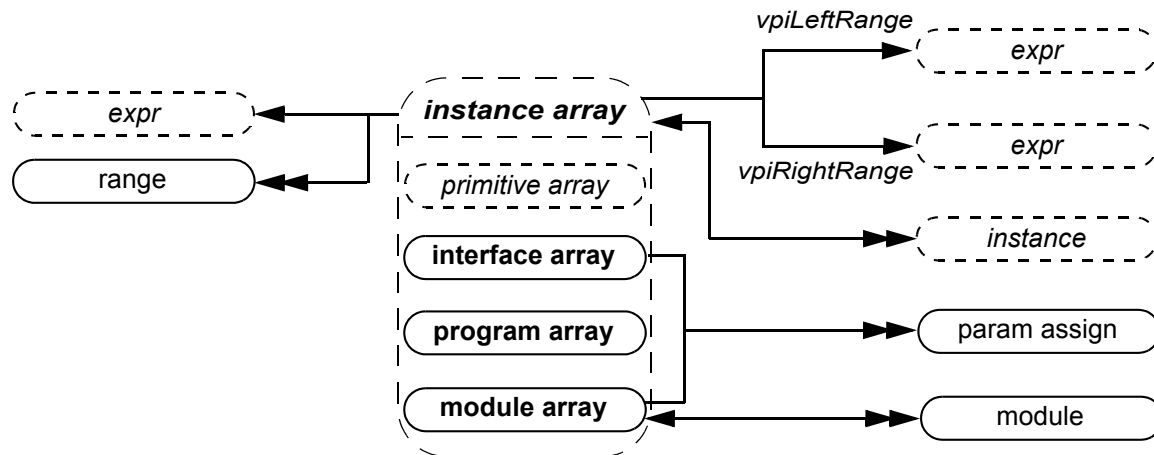 vpiLeftRange
expr
instance array
expr
range
expr
vpiRightRange
primitive array
instance
interface array
program array
param assign
module array
module